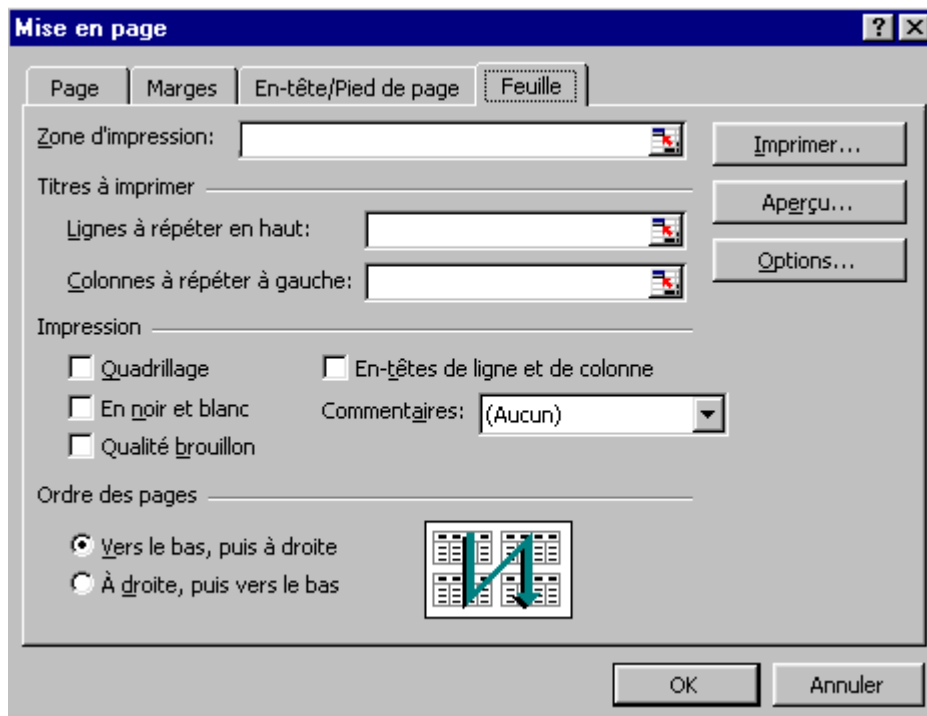 Mise en page
Page Marges En-tête/Pied de page Feuille
Zone d'impression:
Imprimer...
Titres à imprimer
Aperçu...
Lignes à répéter en haut:
Options...
Colonnes à répéter à gauche:
Impression
Quadrillage En-têtes de ligne et de colonne
En noir et blanc Commentaires: (Aucun)
Qualité brouillon
Ordre des pages
Vers le bas, puis à droite
À droite, puis vers le bas
OK Annuler